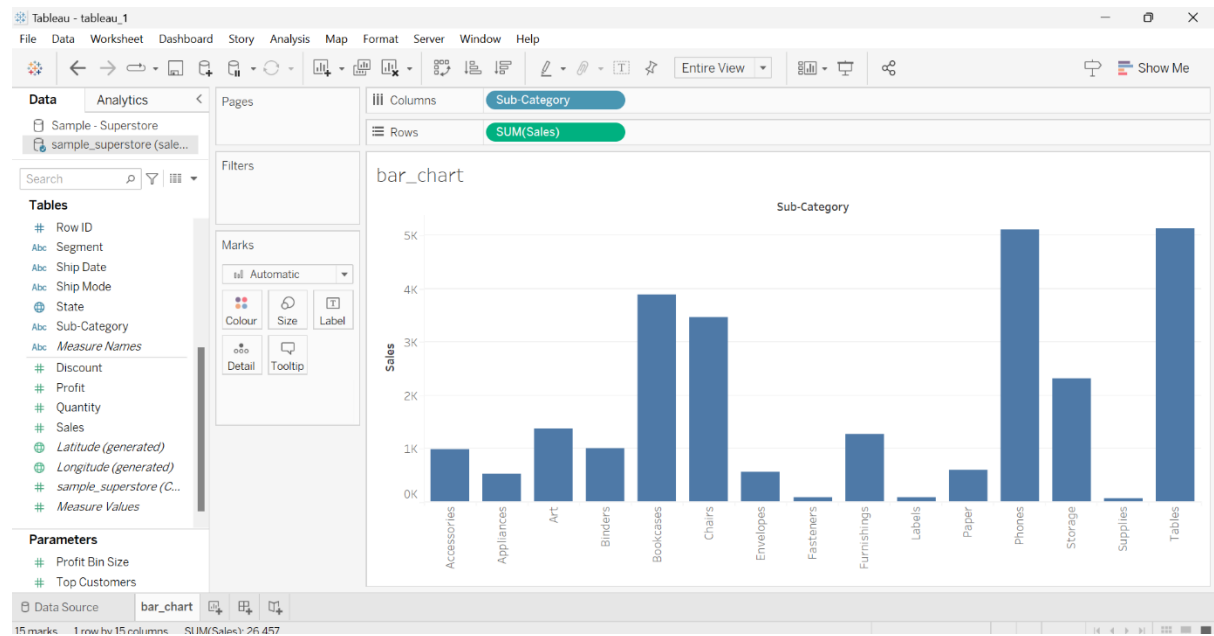 Tableau - tableau_1
File Data Worksheet Dashboard Story Analysis Map Format Server Window Help
Entire View
Show Me
Data Analytics
Sample - Superstore
sample_superstore (sale...
Search
Tables
# Row ID
Abc Segment
Abc Ship Date
Abc Ship Mode
State
Abc Sub-Category
Abc Measure Names
# Discount
# Profit
# Quantity
# Sales
Latitude (generated)
Longitude (generated)
# sample_superstore (C...
# Measure Values
Parameters
# Profit Bin Size
# Top Customers
Pages
Filters
Marks
Automatic
Colour Size Label
Detail Tooltip
Columns Sub-Category
Rows SUM(Sales)
bar_chart
Sub-Category
Sales
5K
4K
3K
2K
1K
0K
Accessories
Appliances
Art
Binders
Bookcases
Chairs
Envelopes
Fasteners
Furnishings
Labels
Paper
Phones
Storage
Supplies
Tables
Data Source bar_chart
15 marks 1 row by 15 columns SUM(Sales): 26,457